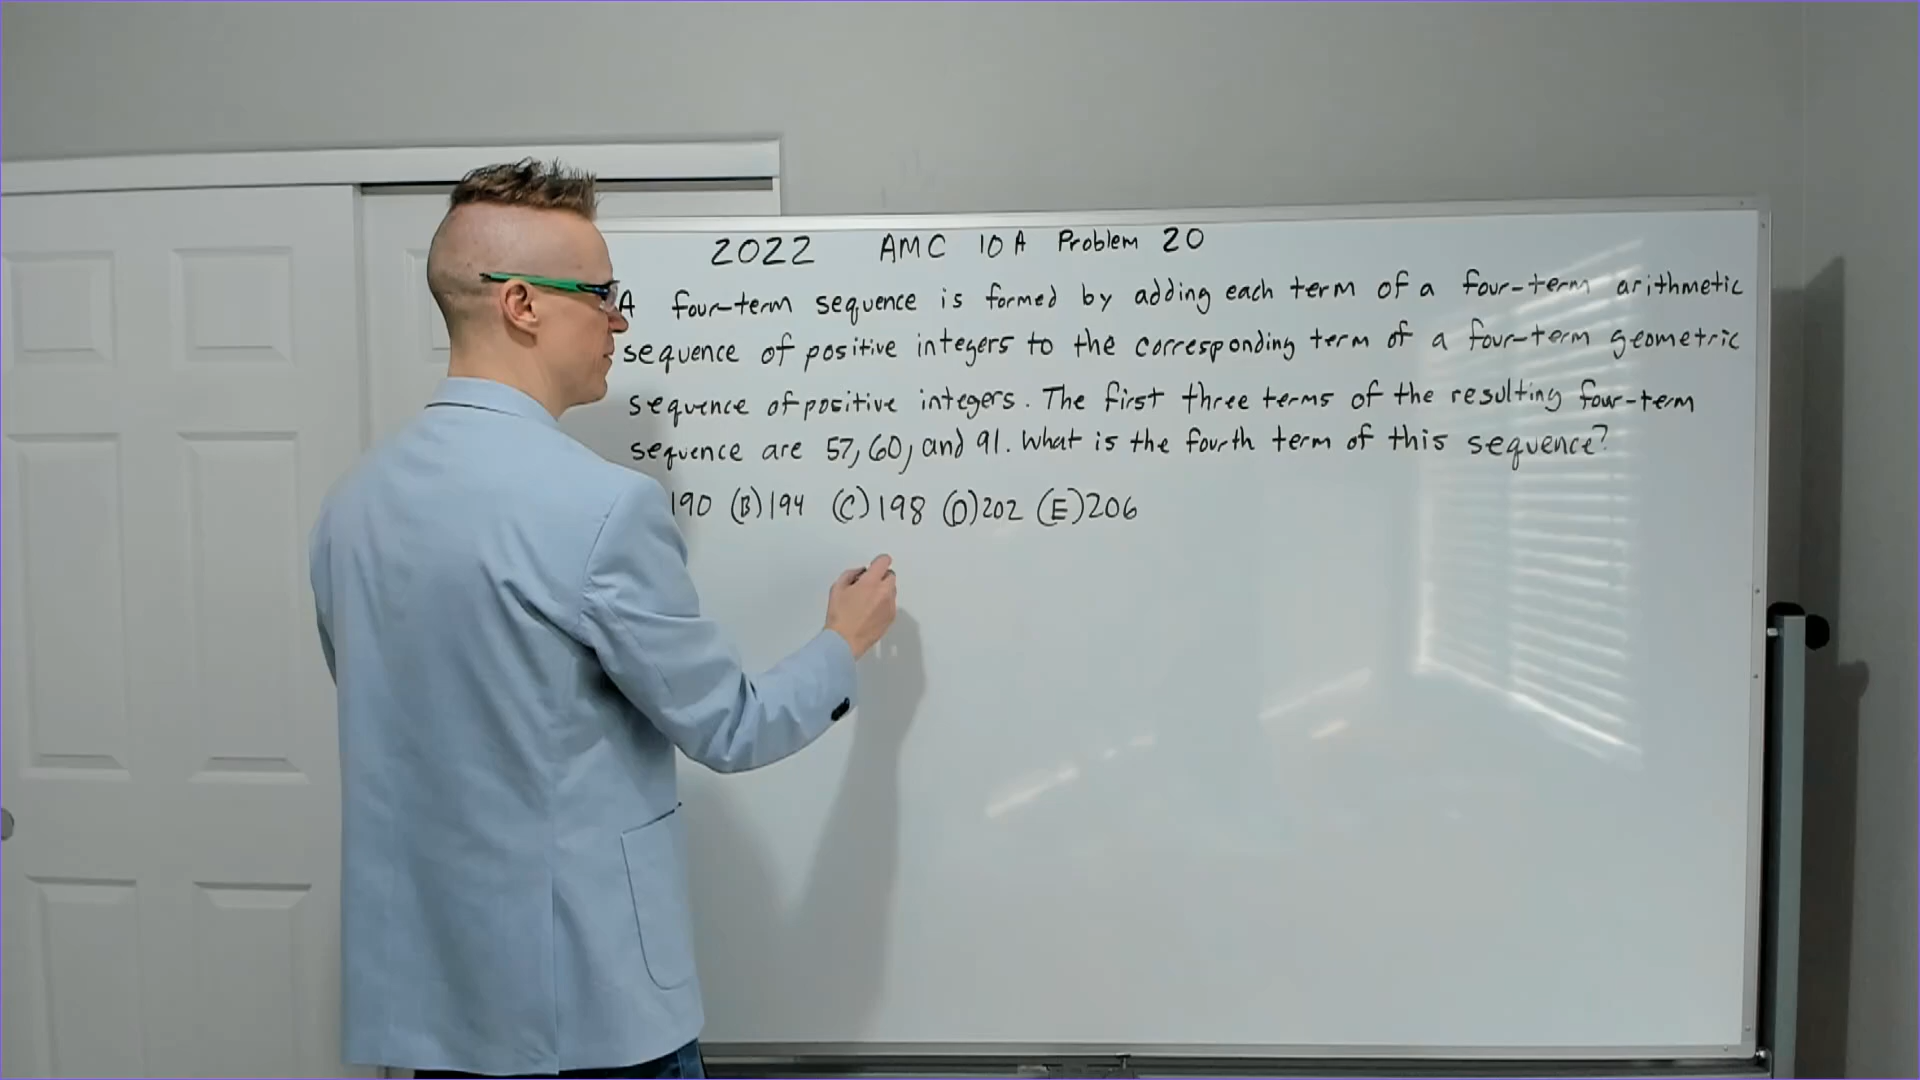 2022 AMC 10A Problem 20
A four-term sequence is formed by adding each term of a four-term arithmetic
sequence of positive integers to the corresponding term of a four-term geometric
sequence of positive integers. The first three terms of the resulting four-term
sequence are 57, 60, and 91. What is the fourth term of this sequence?
190 (B) 194 (C) 198 (D) 202 (E) 206